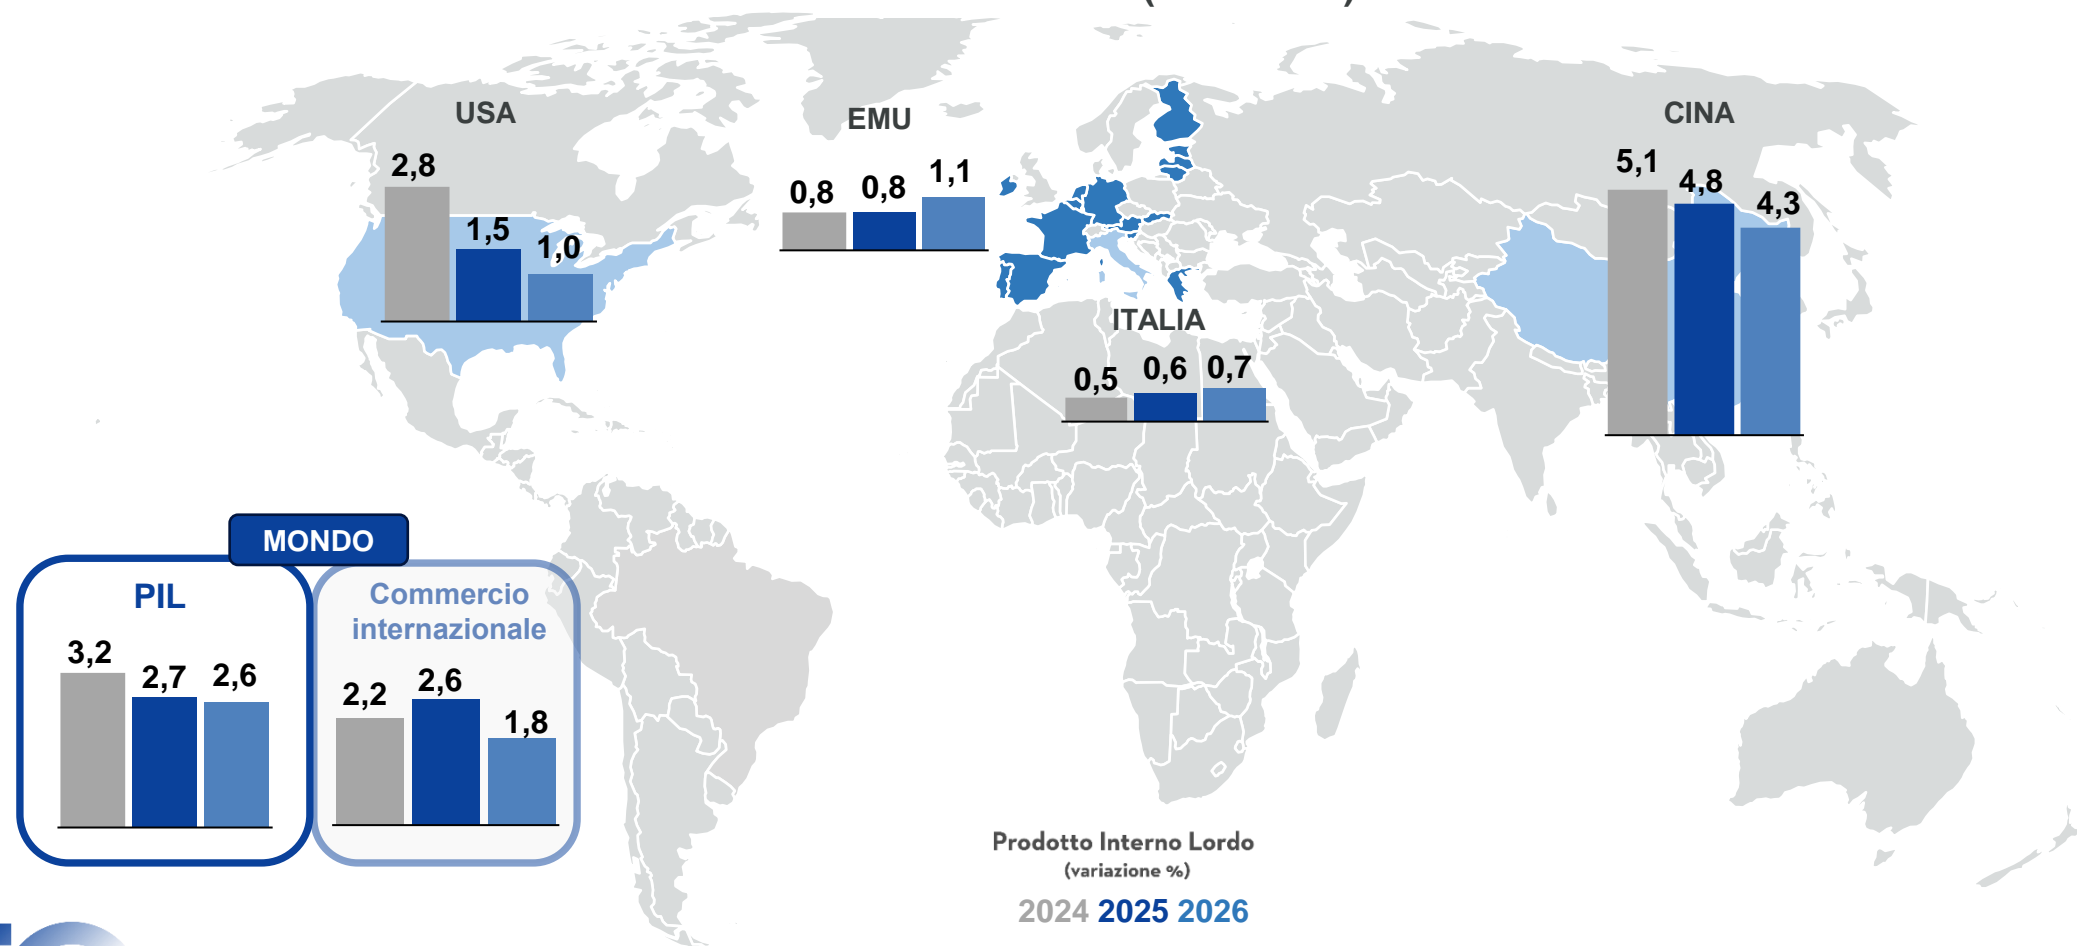 USA
2,8
1,5
1,0
EMU
0,8
0,8
1,1
CINA
5,1
4,8
4,3
ITALIA
0,5
0,6
0,7
MONDO
PIL
3,2
2,7
2,6
Commercio
internazionale
2,2
2,6
1,8
Prodotto Interno Lordo
(variazione %)
2024 2025 2026